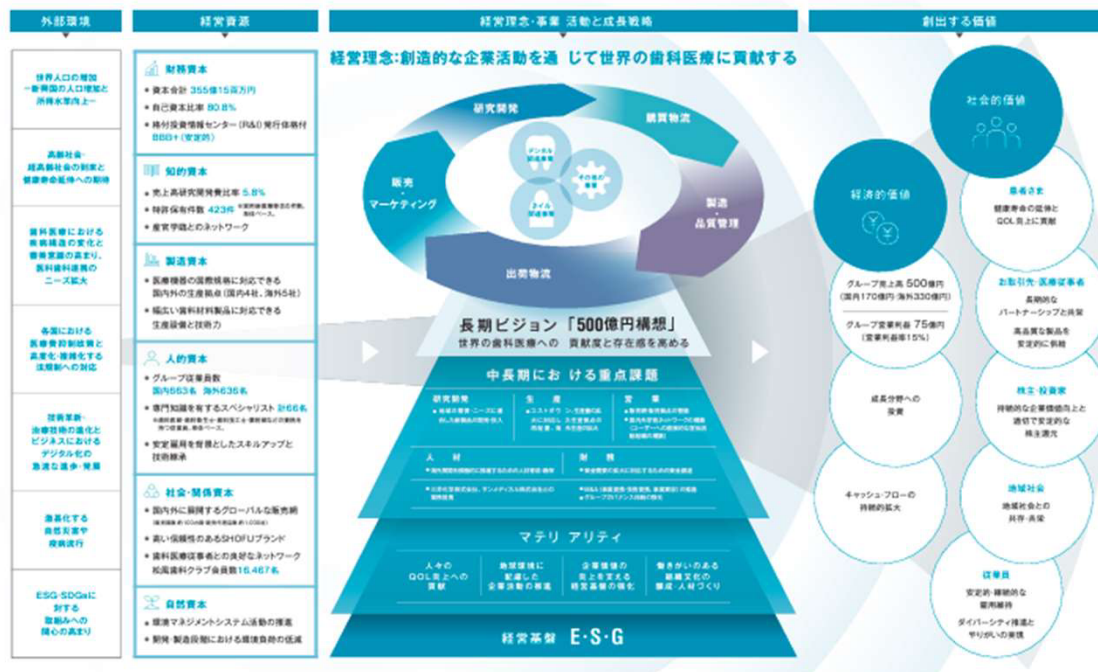 外部環境
世界人口の増加
―新興国の人口増加と
所得水準向上―
高齢社会・
超高齢社会の到来と
健康寿命延伸への期待
歯科医療における
疾病構造の変化と
審美意識の高まり、
医科歯科連携の
ニーズ拡大
各国における
医療費抑制政策と
高度化・複雑化する
法規制への対応
技術革新・
治療技術の進化と
ビジネスにおける
デジタル化の
急速な進歩・発展
激甚化する
自然災害や
疫病流行
ESG・SDGsに
対する
取組みへの
関心の高まり
経営資源
財務資本
資本合計 355億15百万円
自己資本比率 80.8%
格付投資情報センター(R&I)発行体格付
BBB+(安定的)
知的資本
売上高研究開発費比率 5.8%
特許保有件数 423件
産官学臨とのネットワーク
製造資本
医療機器の国際規格に対応できる
国内外の生産拠点(国内4社、海外5社)
幅広い歯科材料製品に対応できる
生産設備と技術力
人的資本
グループ従業員数
国内563名 海外636名
専門知識を有するスペシャリスト 計66名
安定雇用を背景としたスキルアップと
技術継承
社会・関係資本
国内外に展開するグローバルな販売網
高い信頼性のあるSHOFUブランド
歯科医療従事者との良好なネットワーク
松風歯科クラブ会員数16,467名
自然資本
環境マネジメントシステム活動の推進
開発・製造段階における環境負荷の低減
経営理念・事業 活動と成長戦略
経営理念:創造的な企業活動を通 じて世界の歯科医療に貢献する
研究開発
購買物流
製造
・
品質管理
出荷物流
販売
・
マーケティング
デンタル
関連事業
その他の
事業
ネイル
関連事業
長期ビジョン 「500億円構想」
世界の歯科医療への 貢献度と存在感を高める
中長期にお ける重点課題
研究開発
生 産
営 業
人 材
財 務
マテリ アリティ
人々の
QOL向上への
貢献
地球環境に
配慮した
企業活動の推進
企業価値の
向上を支える
経営基盤の強化
働きがいのある
組織文化の
醸成・人材づくり
経営基盤 E・S・G
創出する価値
経済的価値
グループ売上高 500億円
(国内170億円・海外330億円)
グループ営業利益 75億円
(営業利益率15%)
成長分野への
投資
キャッシュ・フローの
持続的拡大
社会的価値
患者さま
健康寿命の延伸と
QOL向上に貢献
お取引先・医療従事者
長期的な
パートナーシップと共栄
高品質な製品を
安定的に供給
株主・投資家
持続的な企業価値向上と
適切で安定的な
株主還元
地域社会
地域社会との
共存・共栄
従業員
安定的・継続的な
雇用維持
ダイバーシティ推進と
やりがいの実現